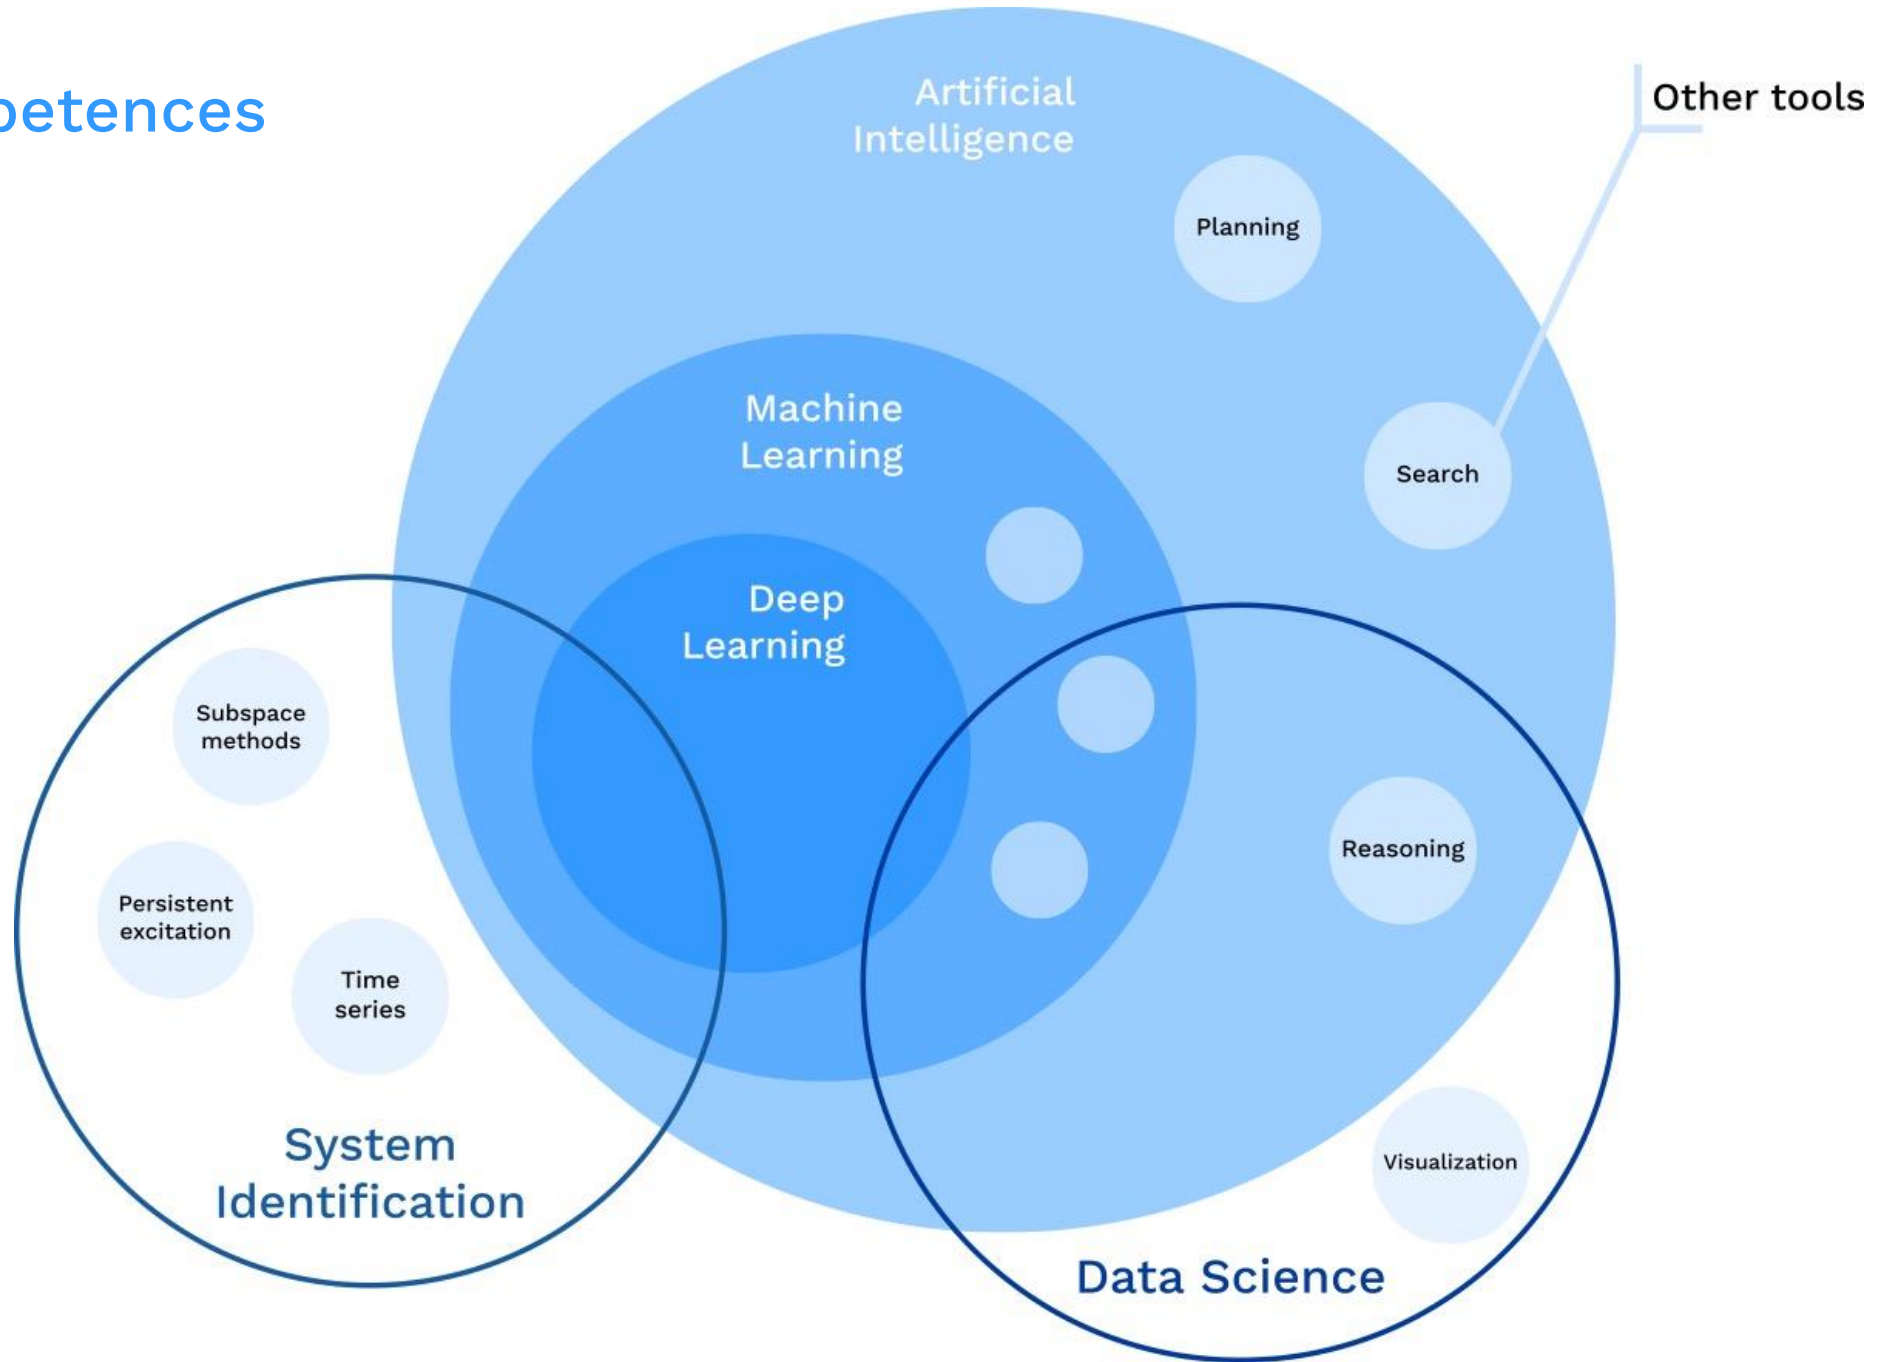 petences
Other tools
Artificial
Intelligence
Planning
Machine
Learning
Search
Deep
Learning
Subspace
methods
Reasoning
Persistent
excitation
Time
series
System
Identification
Visualization
Data Science